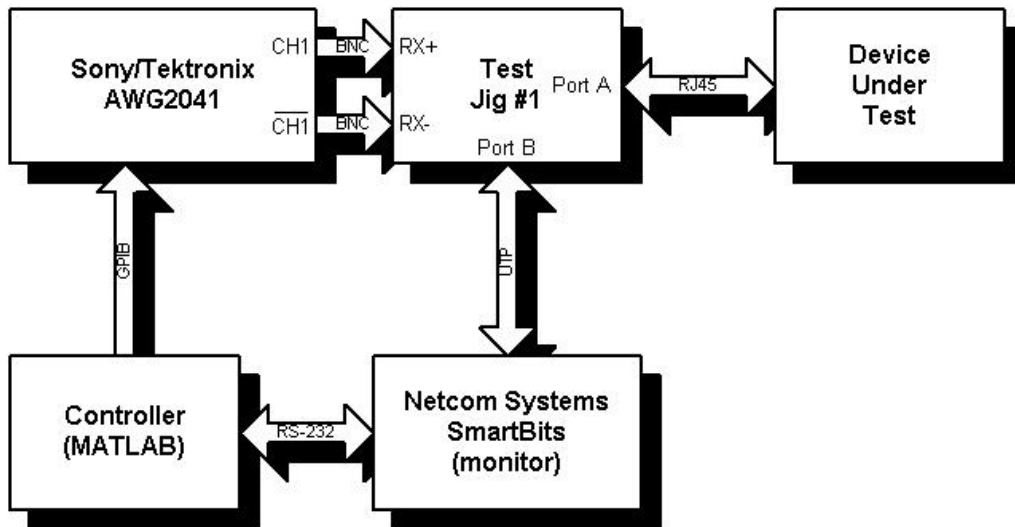 Sony/Tektronix
AWG2041
CH1
C̅H̅1̅
BNC
BNC
RX+
RX-
Test
Jig #1
Port A
Port B
RJ45
Device
Under
Test
GPIB
UTP
Controller
(MATLAB)
RS-232
Netcom Systems
SmartBits
(monitor)